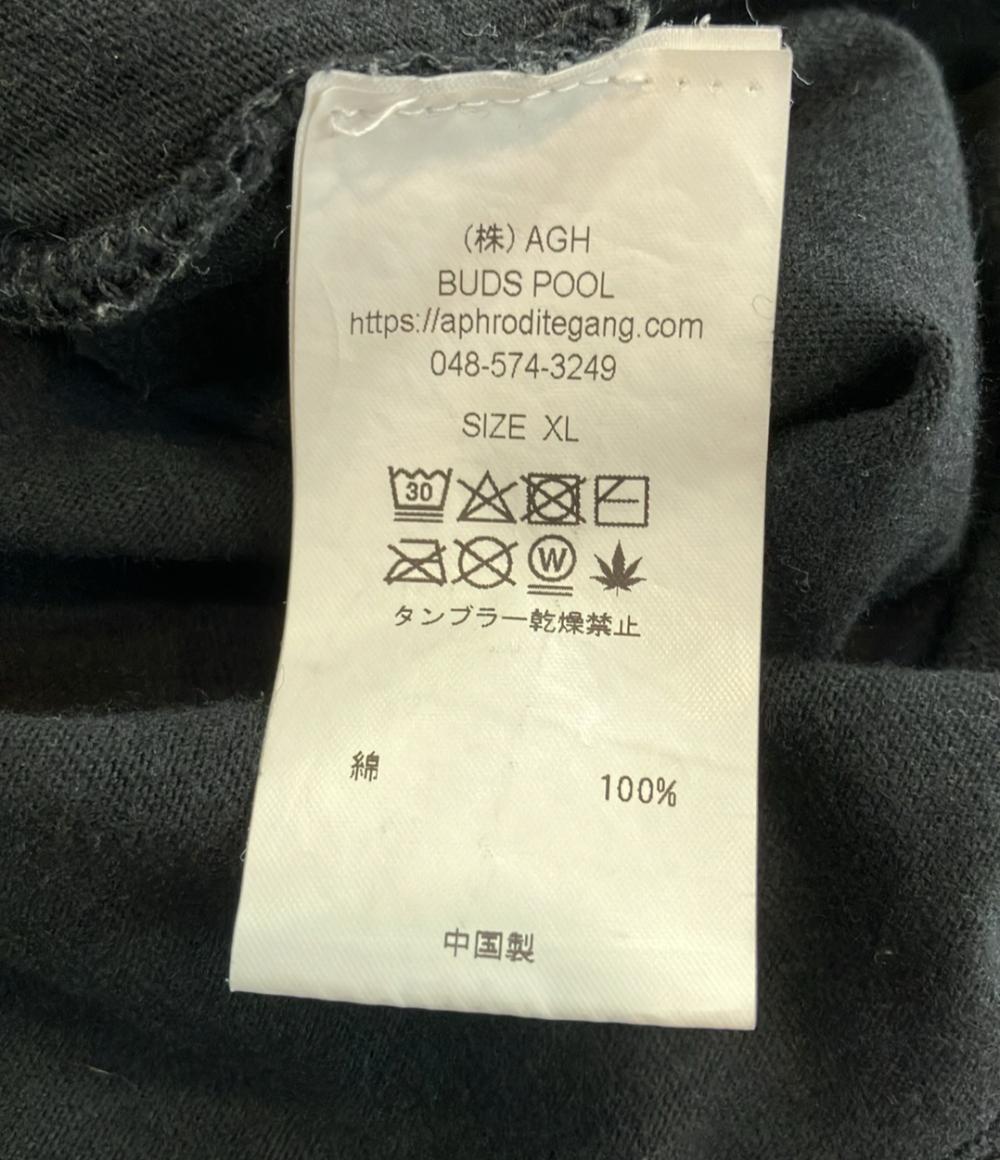 (株) AGH
BUDS POOL
https://aphroditegang.com
048-574-3249
SIZE XL
30
W
タンブラー乾燥禁止
綿 100%
中国製